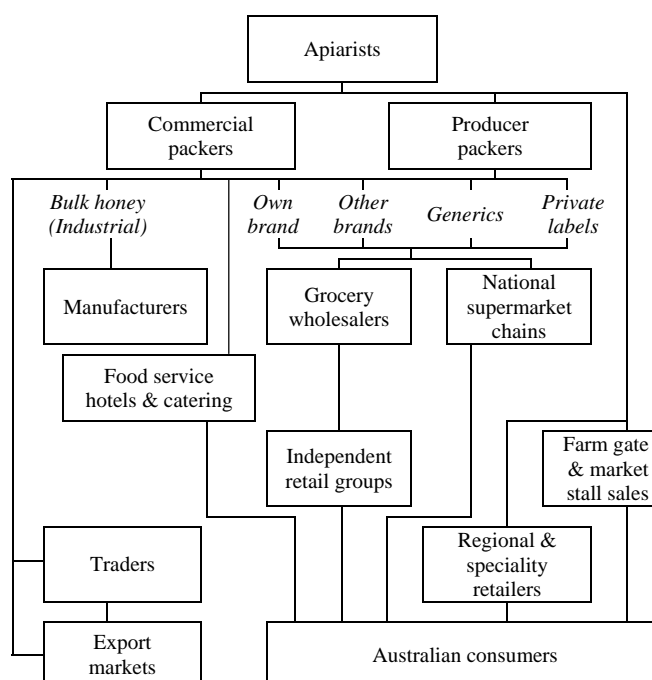 Apiarists
Commercial
packers
Producer
packers
Bulk honey
(Industrial)
Own
brand
Other
brands
Generics
Private
labels
Manufacturers
Grocery
wholesalers
National
supermarket
chains
Food service
hotels & catering
Independent
retail groups
Farm gate
& market
stall sales
Traders
Regional &
speciality
retailers
Export
markets
Australian consumers